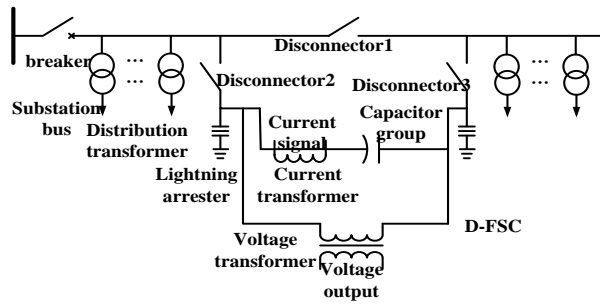 Disconnector1
breaker
Disconnector2
Disconnector3
Substation
bus
Distribution
transformer
Current
signal
Capacitor
group
Lightning
arrester
Current
transformer
D-FSC
Voltage
transformer
Voltage
output